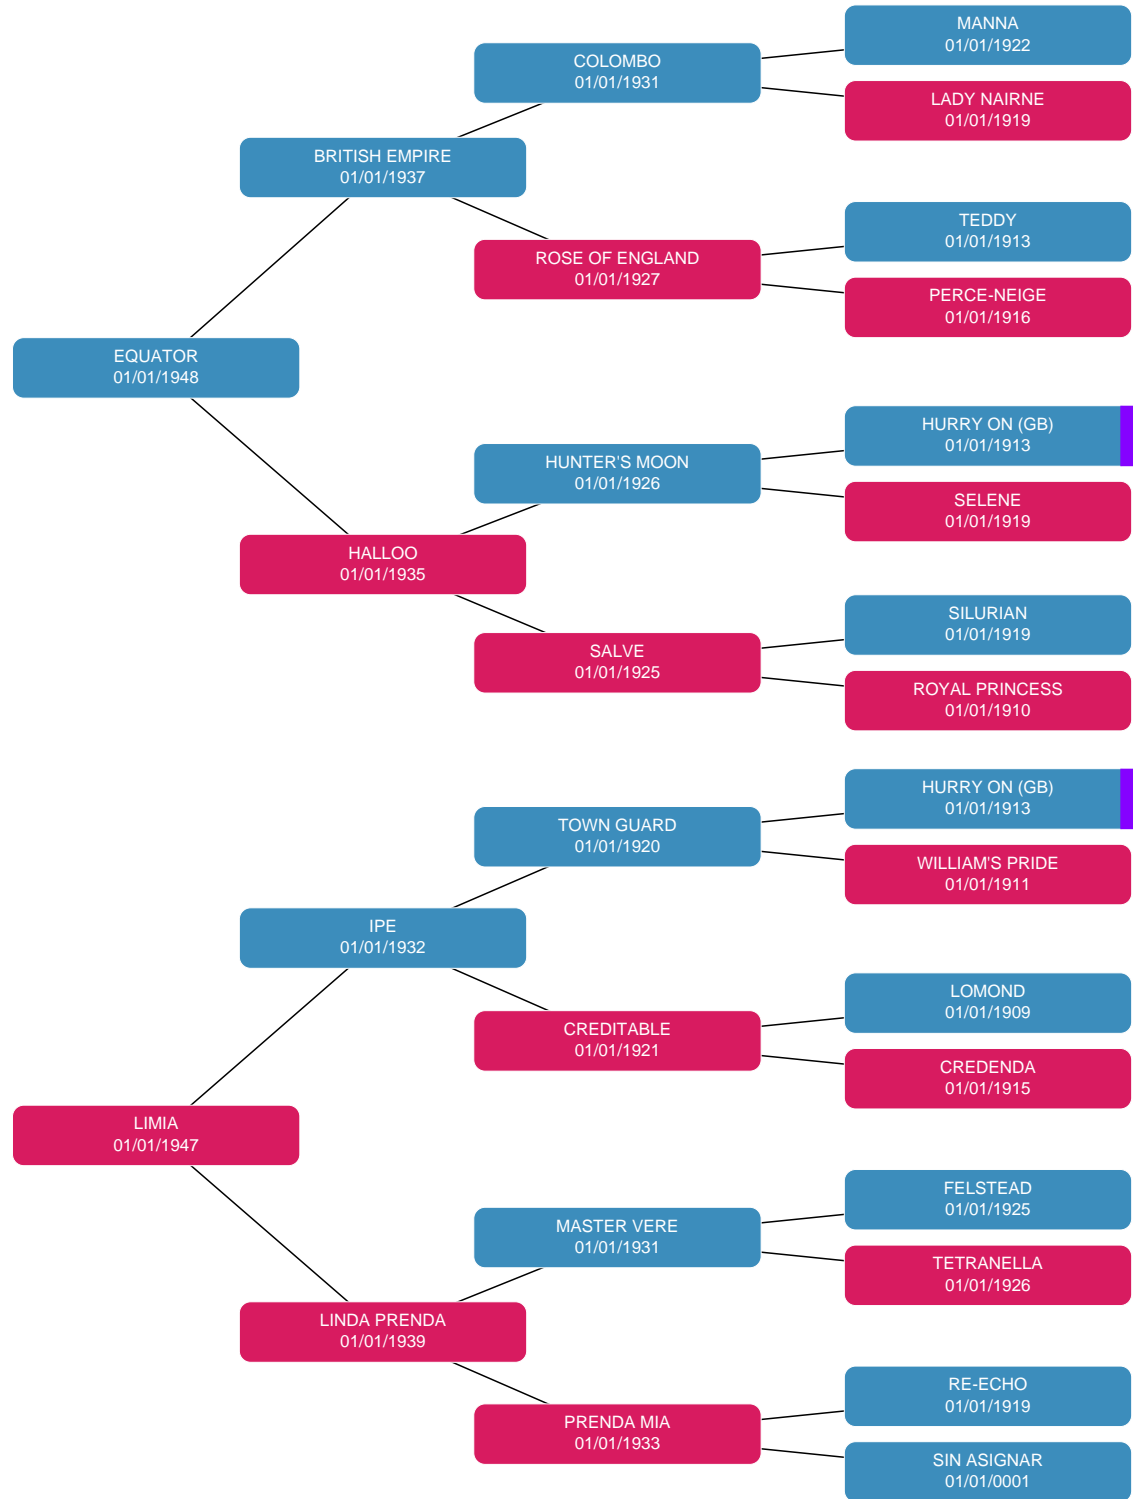 MANNA
01/01/1922
COLOMBO
01/01/1931
LADY NAIRNE
01/01/1919
BRITISH EMPIRE
01/01/1937
TEDDY
01/01/1913
ROSE OF ENGLAND
01/01/1927
PERCE-NEIGE
01/01/1916
EQUATOR
01/01/1948
HURRY ON (GB)
01/01/1913
HUNTER'S MOON
01/01/1926
SELENE
01/01/1919
HALLOO
01/01/1935
SILURIAN
01/01/1919
SALVE
01/01/1925
ROYAL PRINCESS
01/01/1910
HURRY ON (GB)
01/01/1913
TOWN GUARD
01/01/1920
WILLIAM'S PRIDE
01/01/1911
IPE
01/01/1932
LOMOND
01/01/1909
CREDITABLE
01/01/1921
CREDENDA
01/01/1915
LIMIA
01/01/1947
FELSTEAD
01/01/1925
MASTER VERE
01/01/1931
TETRANELLA
01/01/1926
LINDA PRENDA
01/01/1939
RE-ECHO
01/01/1919
PRENDA MIA
01/01/1933
SIN ASIGNAR
01/01/0001